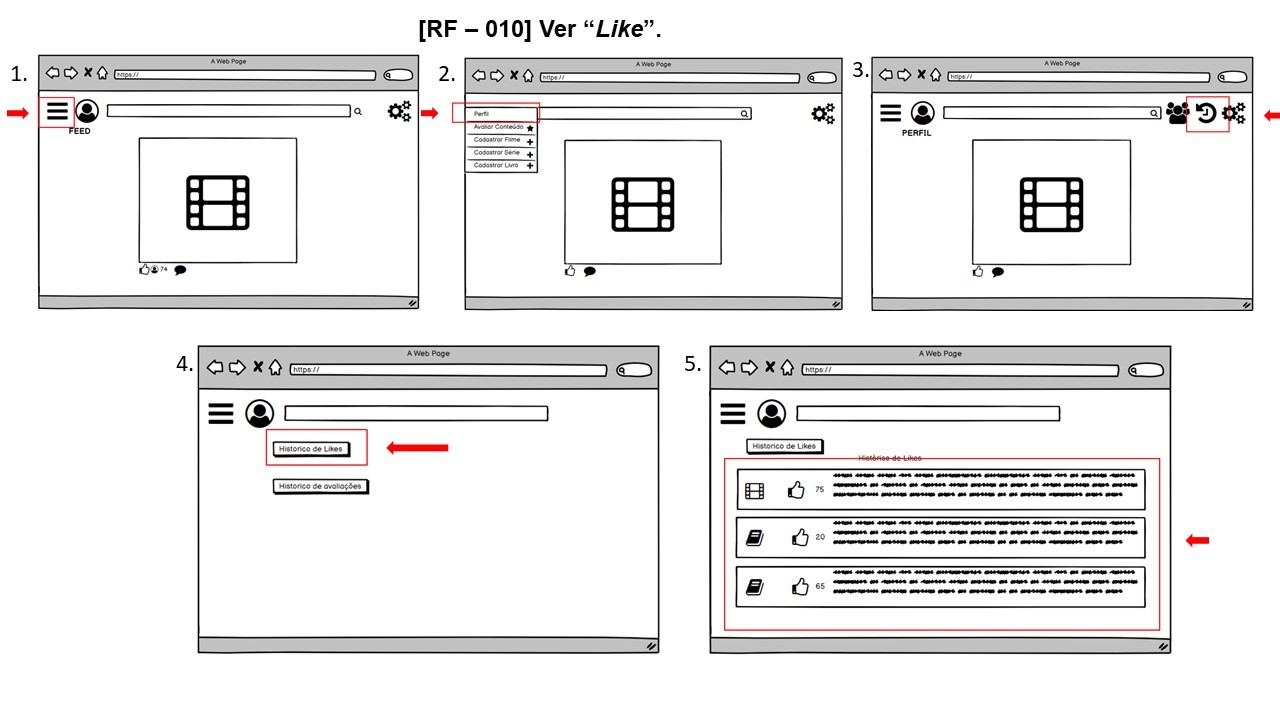 [RF – 010] Ver “Like”.
1.
A Web Page
https://
FEED
74
2.
A Web Page
https://
Perfil
Avaliar Conteúdo
Cadastrar Filme
Cadastrar Série
Cadastrar Livro
3.
A Web Page
https://
PERFIL
4.
A Web Page
https://
Historico de Likes
Historico de avaliações
5.
A Web Page
https://
Historico de Likes
Histórico de Likes
75
20
65